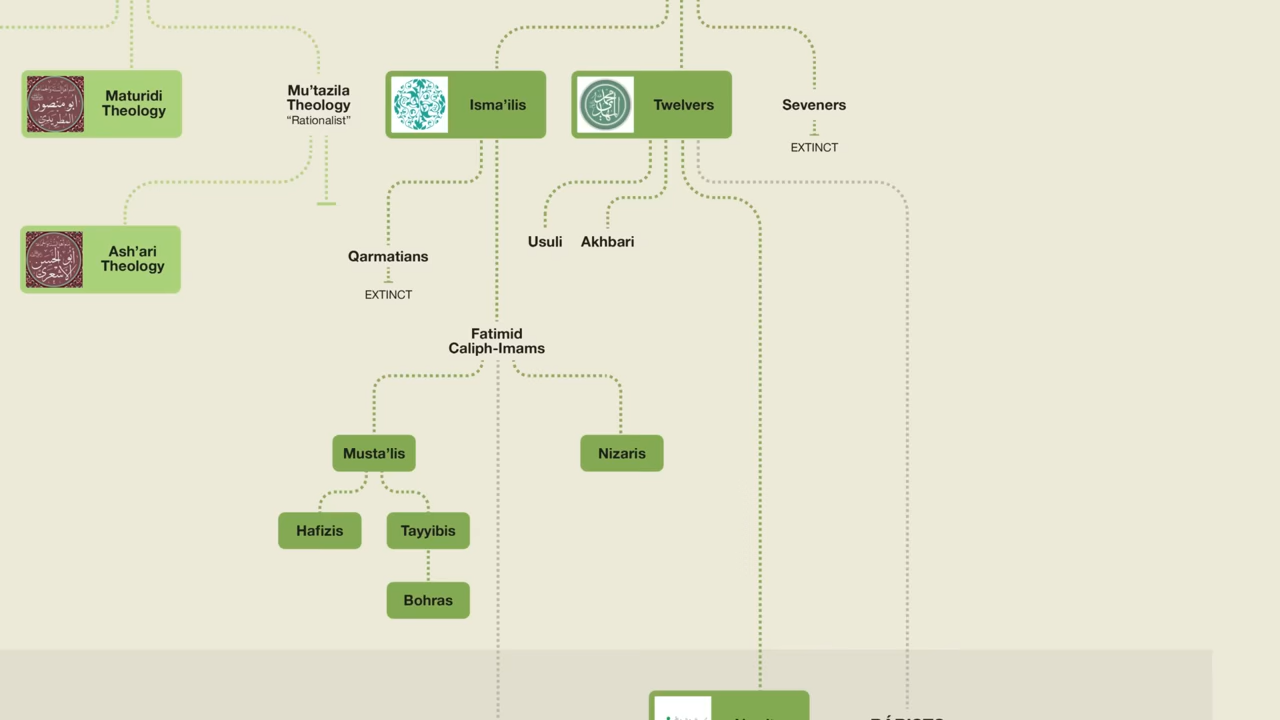 Maturidi
Theology
Mu’tazila
Theology
“Rationalist”
Isma’ilis
Twelvers
Seveners
EXTINCT
Ash’ari
Theology
Qarmatians
EXTINCT
Usuli
Akhbari
Fatimid
Caliph-Imams
Musta’lis
Nizaris
Hafizis
Tayyibis
Bohras